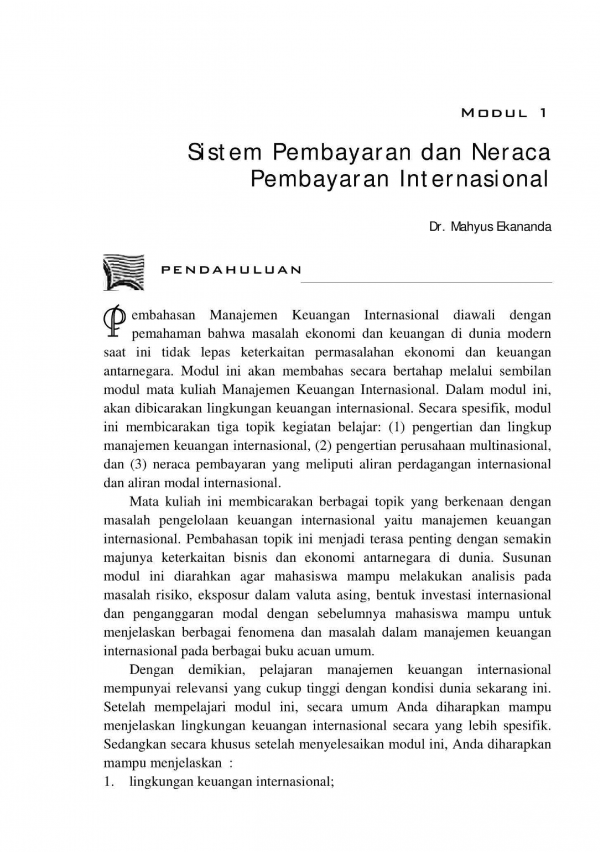 Modul 1
Sistem Pembayaran dan Neraca
Pembayaran Internasional
Dr. Mahyus Ekananda
PENDAHULUAN
Pembahasan Manajemen Keuangan Internasional diawali dengan
pemahaman bahwa masalah ekonomi dan keuangan di dunia modern
saat ini tidak lepas keterkaitan permasalahan ekonomi dan keuangan
antarnegara. Modul ini akan membahas secara bertahap melalui sembilan
modul mata kuliah Manajemen Keuangan Internasional. Dalam modul ini,
akan dibicarakan lingkungan keuangan internasional. Secara spesifik, modul
ini membicarakan tiga topik kegiatan belajar: (1) pengertian dan lingkup
manajemen keuangan internasional, (2) pengertian perusahaan multinasional,
dan (3) neraca pembayaran yang meliputi aliran perdagangan internasional
dan aliran modal internasional.
Mata kuliah ini membicarakan berbagai topik yang berkenaan dengan
masalah pengelolaan keuangan internasional yaitu manajemen keuangan
internasional. Pembahasan topik ini menjadi terasa penting dengan semakin
majunya keterkaitan bisnis dan ekonomi antarnegara di dunia. Susunan
modul ini diarahkan agar mahasiswa mampu melakukan analisis pada
masalah risiko, eksposur dalam valuta asing, bentuk investasi internasional
dan penganggaran modal dengan sebelumnya mahasiswa mampu untuk
menjelaskan berbagai fenomena dan masalah dalam manajemen keuangan
internasional pada berbagai buku acuan umum.
Dengan demikian, pelajaran manajemen keuangan internasional
mempunyai relevansi yang cukup tinggi dengan kondisi dunia sekarang ini.
Setelah mempelajari modul ini, secara umum Anda diharapkan mampu
menjelaskan lingkungan keuangan internasional secara yang lebih spesifik.
Sedangkan secara khusus setelah menyelesaikan modul ini, Anda diharapkan
mampu menjelaskan :
1. lingkungan keuangan internasional;